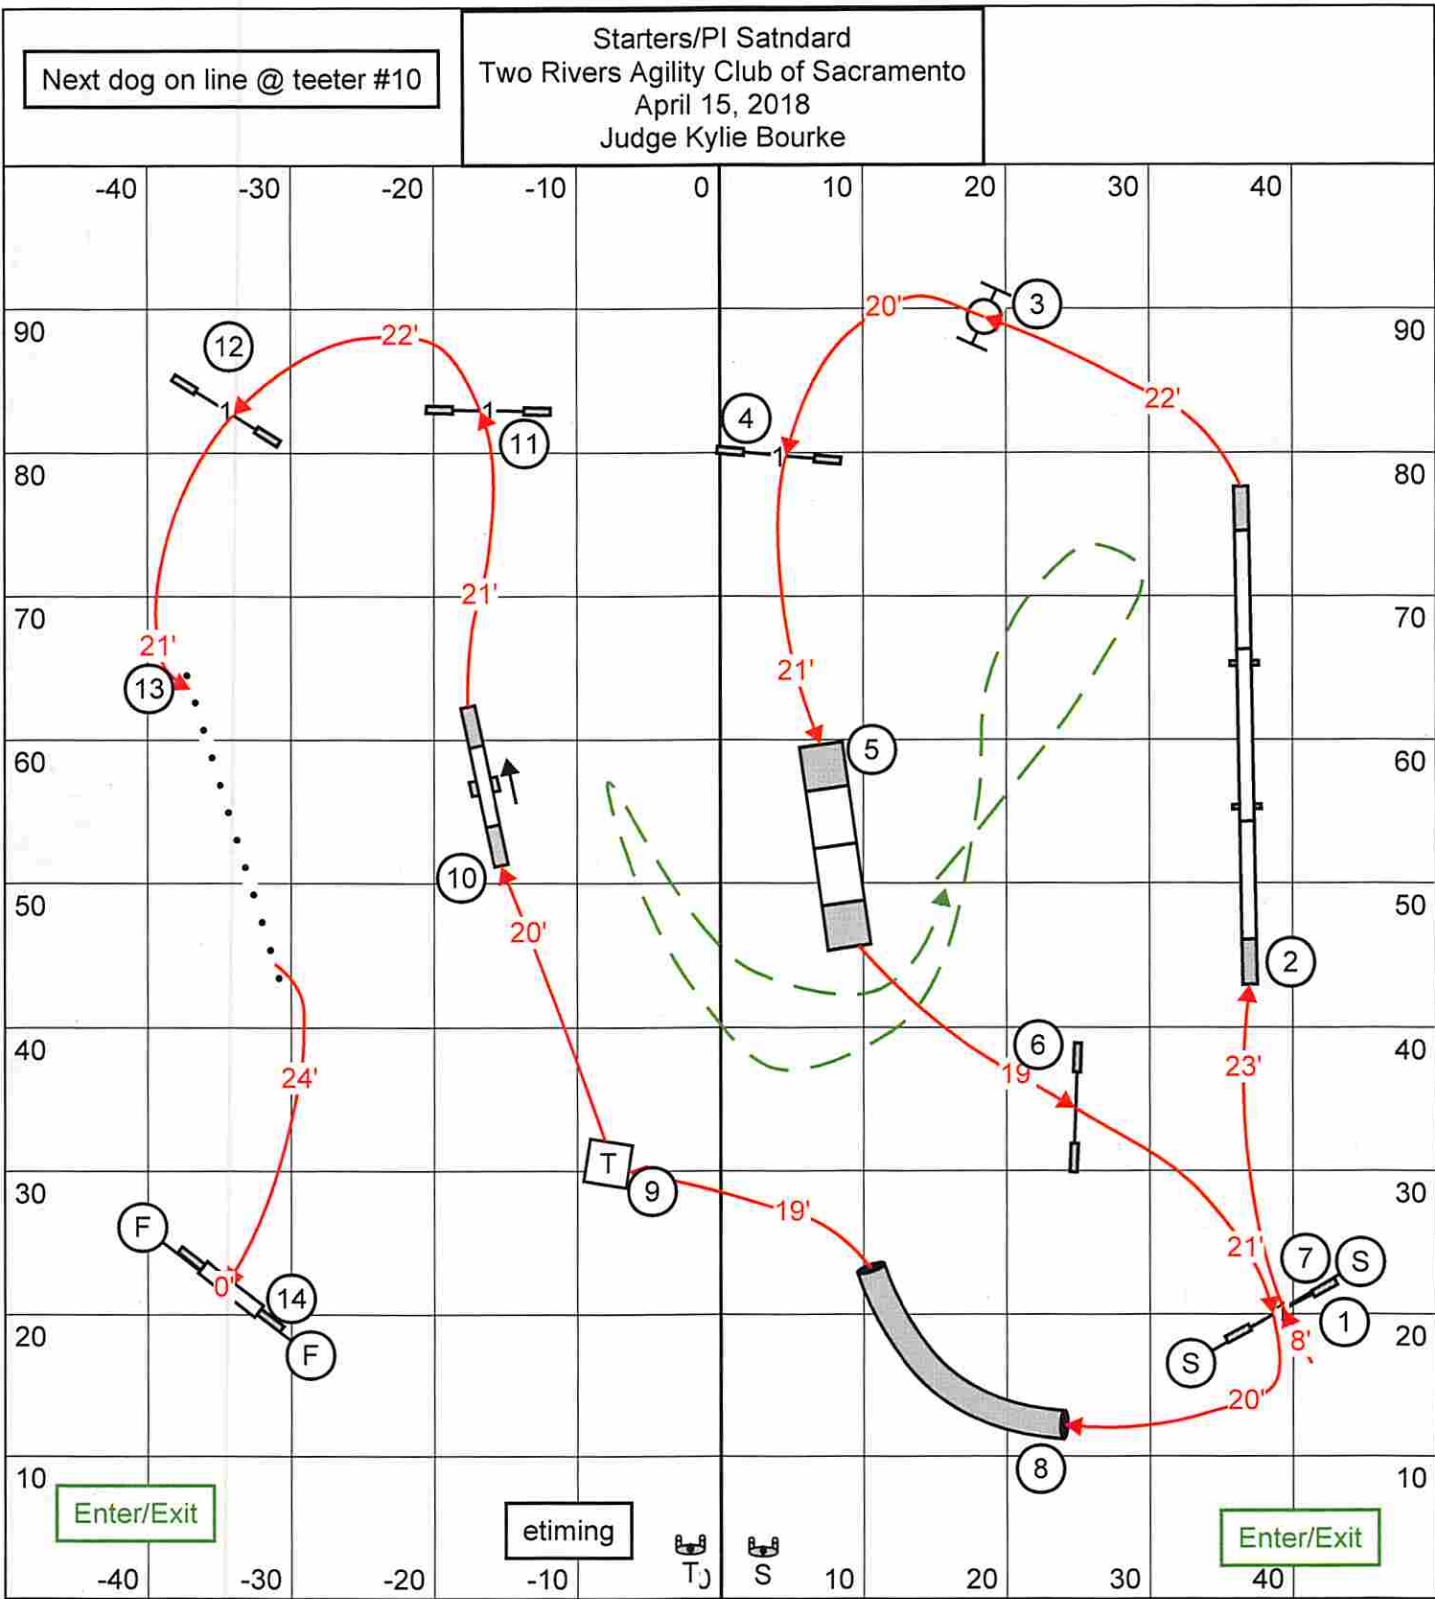 Next dog on line @ teeter #10
Starters/PI Satndard
Two Rivers Agility Club of Sacramento
April 15, 2018
Judge Kylie Bourke
-40 -30 -20 -10 0 10 20 30 40
90 90
12
22'
20'
3
22'
4
11
80 80
70 70
21'
21'
13
21'
5
60 60
10
50 50
20'
2
6
40 40
24'
19
23'
T
9
30 30
19'
F
21'
7
S
0'
14
1
20 20
F
S
8'
20'
8
10 10
Enter/Exit
etiming
Enter/Exit
-40 -30 -20 -10 T S 10 20 30 40